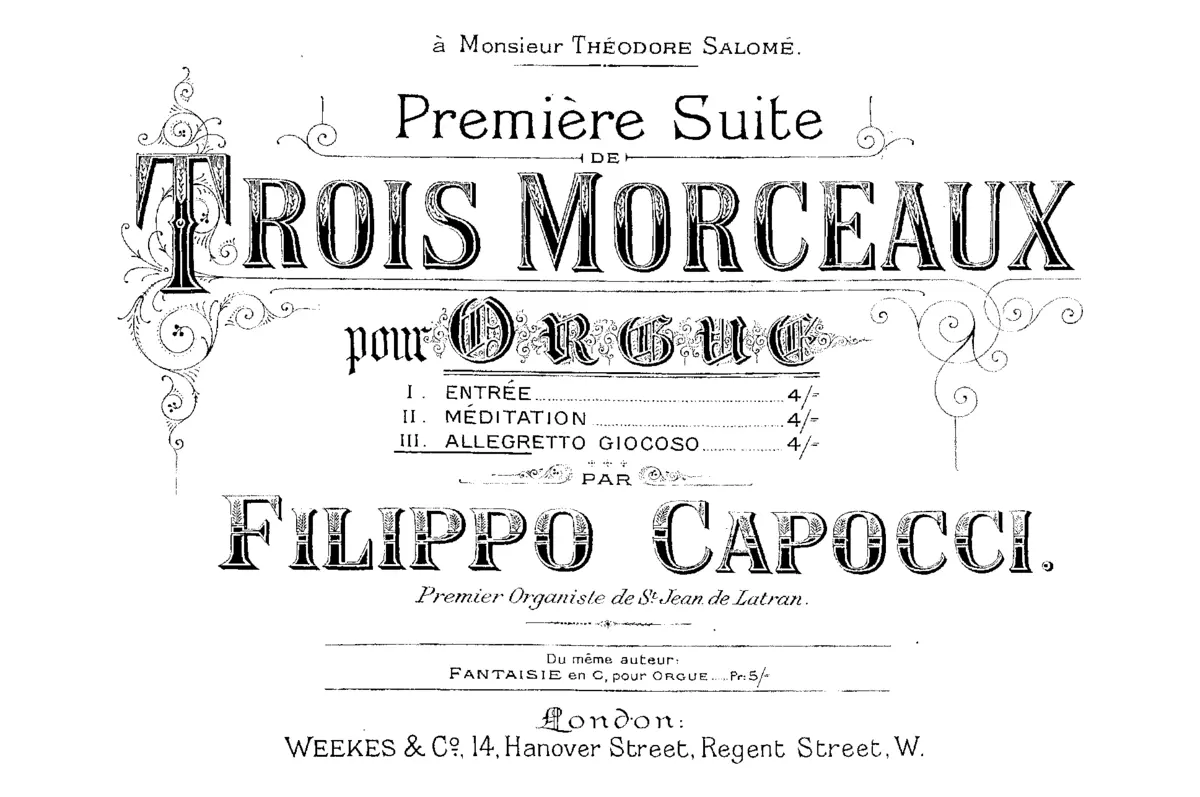 à Monsieur THÉODORE SALOMÉ.
Première Suite
DE
TROIS MORCEAUX
pour ORGUE
I. ENTRÉE........................4/=
II. MÉDITATION........................4/=
III. ALLEGRETTO GIOCOSO........................4/=
PAR
FILIPPO CAPOCCI.
Premier Organiste de St. Jean de Latran.
Du même auteur:
FANTAISIE en C, pour ORGUE.....Pr: 5/=
London:
WEEKES & Co., 14, Hanover Street, Regent Street, W.